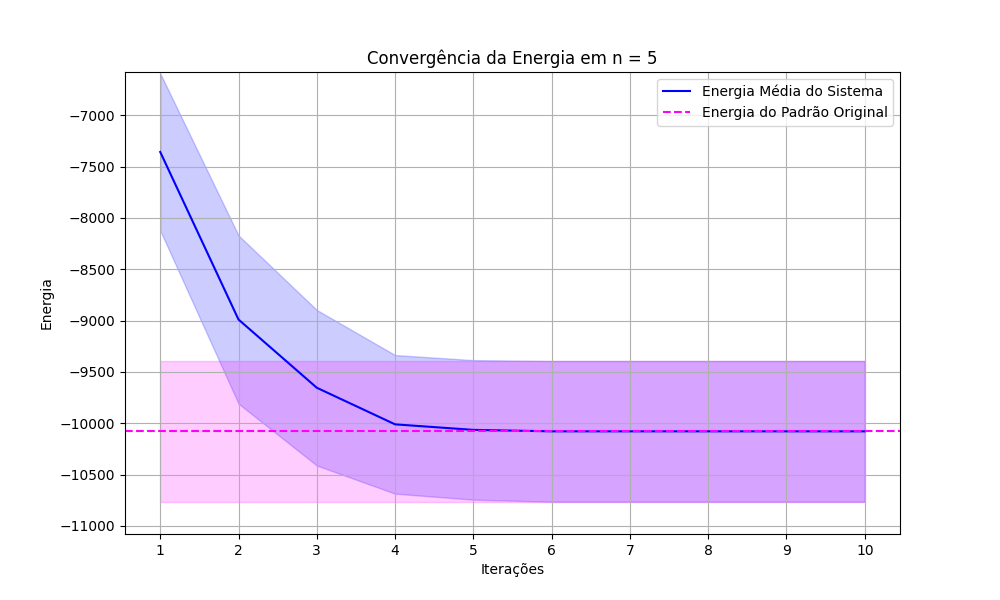 Convergência da Energia em n = 5
Energia Média do Sistema
Energia do Padrão Original
Energia
−7000
−7500
−8000
−8500
−9000
−9500
−10000
−10500
−11000
1 2 3 4 5 6 7 8 9 10
Iterações